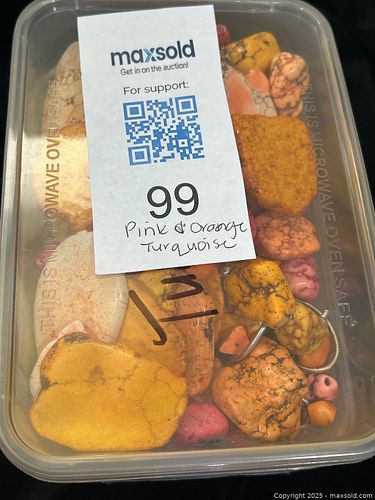 maxsold
Get in on the auction!
For support:
99
Pink & Orange
Turquoise
THIS IS MICROWAVE OVEN SAFE
THIS IS MICROWAVE OVEN SAFE
Copyright 2025 - maxsold.com